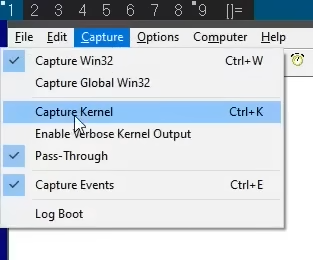 1 2 3 4 5 6 7 8 9 []=
File Edit Capture Options Computer Help
Capture Win32 Ctrl+W
Capture Global Win32
Capture Kernel Ctrl+K
Enable Verbose Kernel Output
Pass-Through
Capture Events Ctrl+E
Log Boot